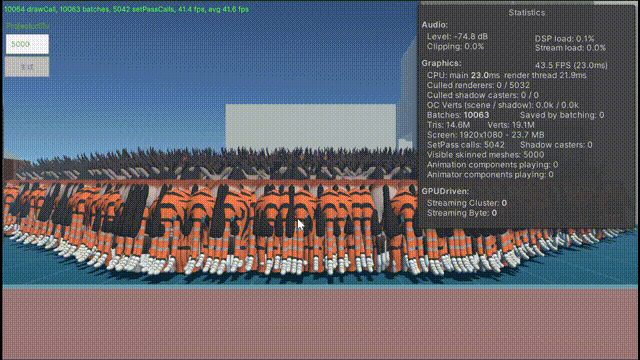 10064 drawCall, 10063 batches, 5042 setPassCalls, 41.4 fps, avg 41.6 fps
5000
Statistics
Audio:
Level: -74.8 dB DSP load: 0.1%
Clipping: 0.0% Stream load: 0.0%
Graphics: 43.5 FPS (23.0ms)
CPU: main 23.0ms render thread 21.9ms
Culled renderers: 0 / 5032
Culled shadow casters: 0 / 0
OC Verts (scene / shadow): 0.0k / 0.0k
Batches: 10063 Saved by batching: 0
Tris: 14.6M Verts: 19.1M
Screen: 1920x1080 - 23.7 MB
SetPass calls: 5042 Shadow casters: 0
Visible skinned meshes: 5000
Animation components playing: 0
Animator components playing: 0
GPUDriven:
Streaming Cluster: 0
Streaming Byte: 0